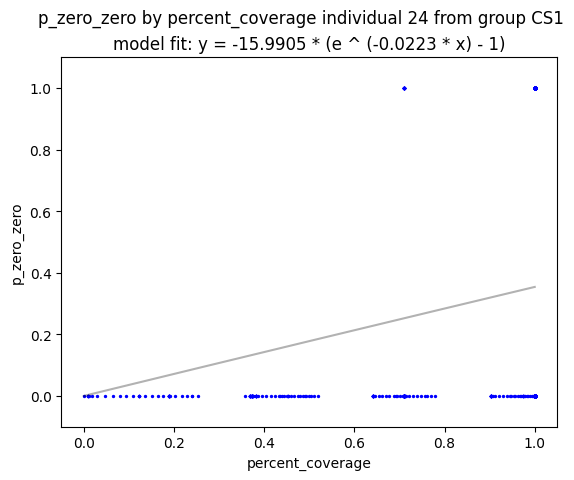 p_zero_zero by percent_coverage individual 24 from group CS1
model fit: y = -15.9905 * (e ^ (-0.0223 * x) - 1)
1.0
0.8
0.6
0.4
0.2
0.0
p_zero_zero
0.0 0.2 0.4 0.6 0.8 1.0
percent_coverage